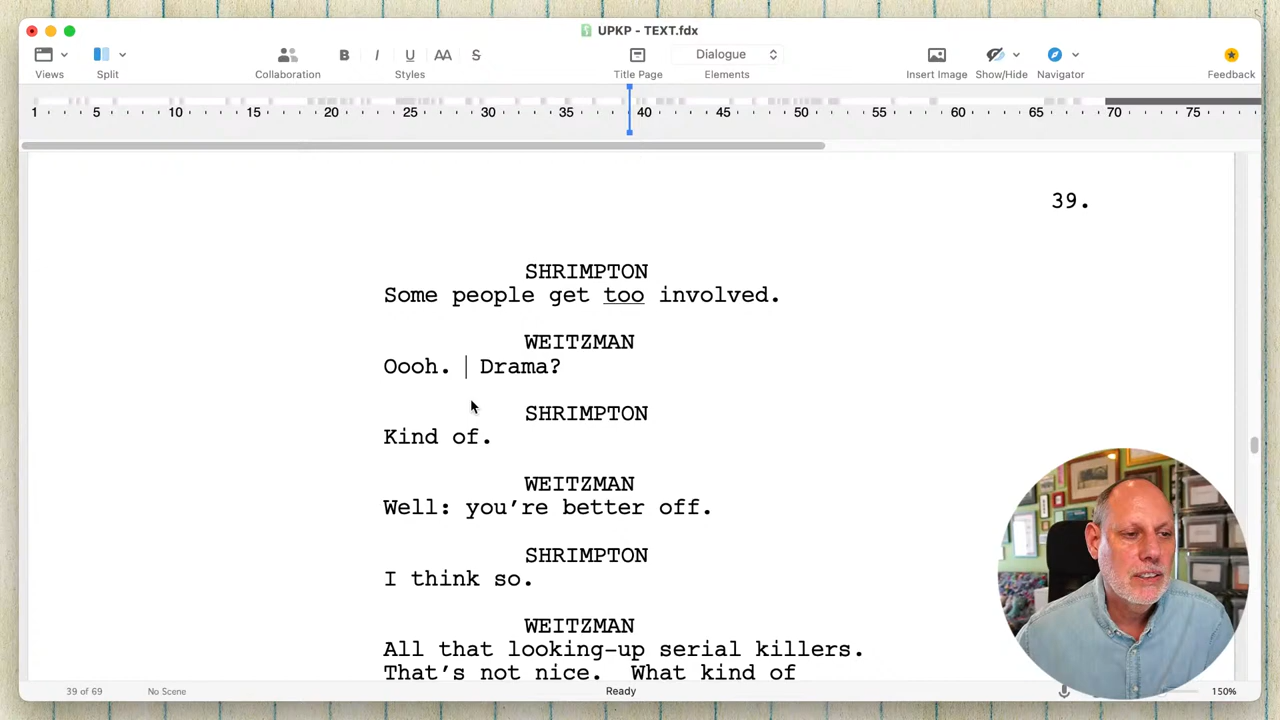 UPKP - TEXT.fdx
B I U AA S Dialogue
Views Split Collaboration Styles Title Page Elements Insert Image Show/Hide Navigator Feedback
1 5 10 15 20 25 30 35 40 45 50 55 60 65 70 75
39.
SHRIMPTON
Some people get too involved.
WEITZMAN
Oooh.  Drama?
SHRIMPTON
Kind of.
WEITZMAN
Well: you’re better off.
SHRIMPTON
I think so.
WEITZMAN
All that looking-up serial killers.
That’s not nice.  What kind of
39 of 69 No Scene Ready 150%